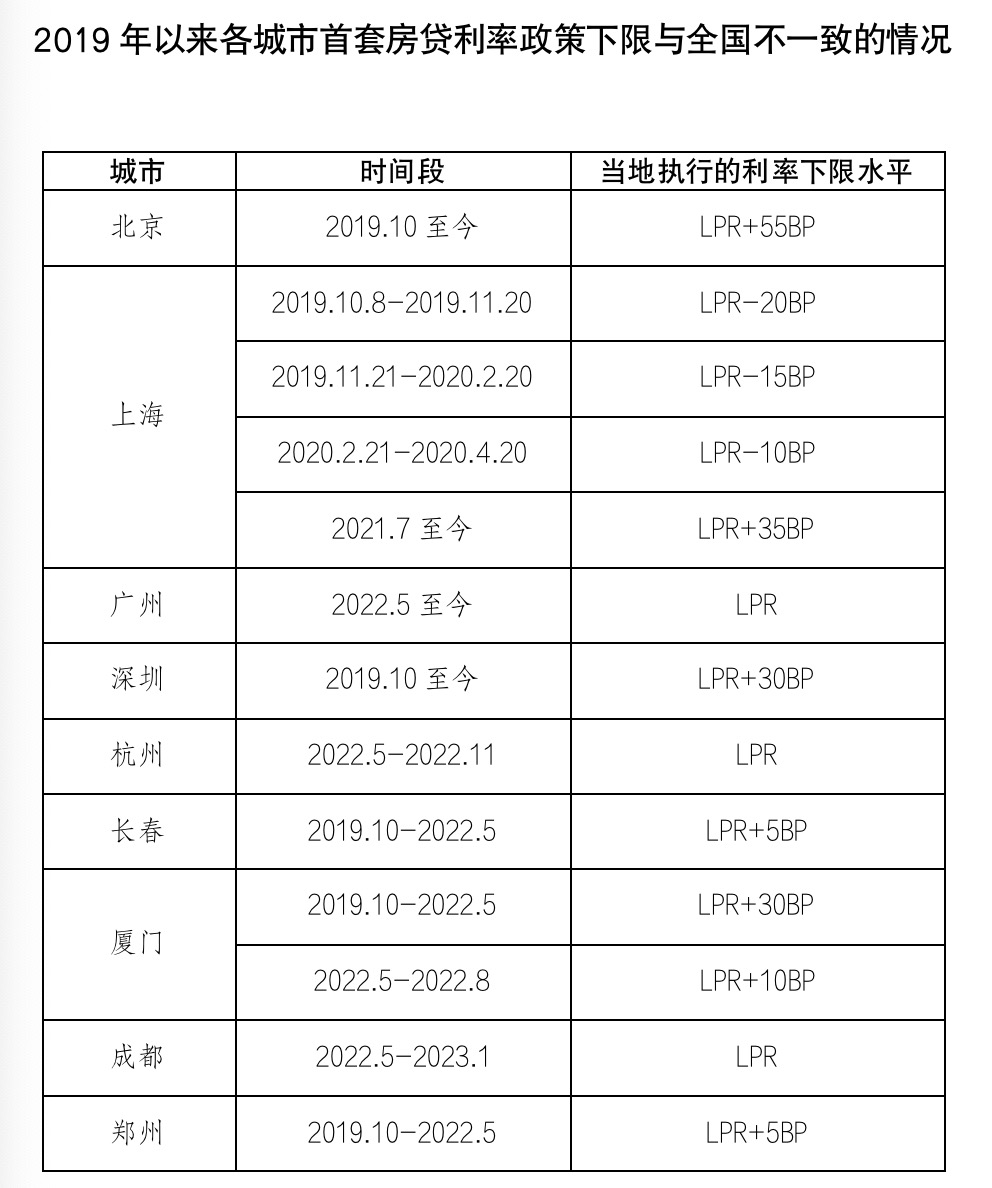 2019 年以来各城市首套房贷利率政策下限与全国不一致的情况
城市 时间段 当地执行的利率下限水平
北京 2019.10 至今 LPR+55BP
上海 2019.10.8-2019.11.20 LPR-20BP
2019.11.21-2020.2.20 LPR-15BP
2020.2.21-2020.4.20 LPR-10BP
2021.7 至今 LPR+35BP
广州 2022.5 至今 LPR
深圳 2019.10 至今 LPR+30BP
杭州 2022.5-2022.11 LPR
长春 2019.10-2022.5 LPR+5BP
厦门 2019.10-2022.5 LPR+30BP
2022.5-2022.8 LPR+10BP
成都 2022.5-2023.1 LPR
郑州 2019.10-2022.5 LPR+5BP